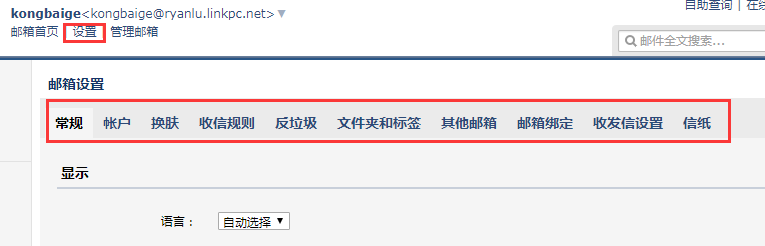 kongbaige<kongbaige@ryanlu.linkpc.net>
自助查询 | 在线
邮箱首页 设置 管理邮箱
邮件全文搜索...
邮箱设置
常规 帐户 换肤 收信规则 反垃圾 文件夹和标签 其他邮箱 邮箱绑定 收发信设置 信纸
显示
语言： 自动选择